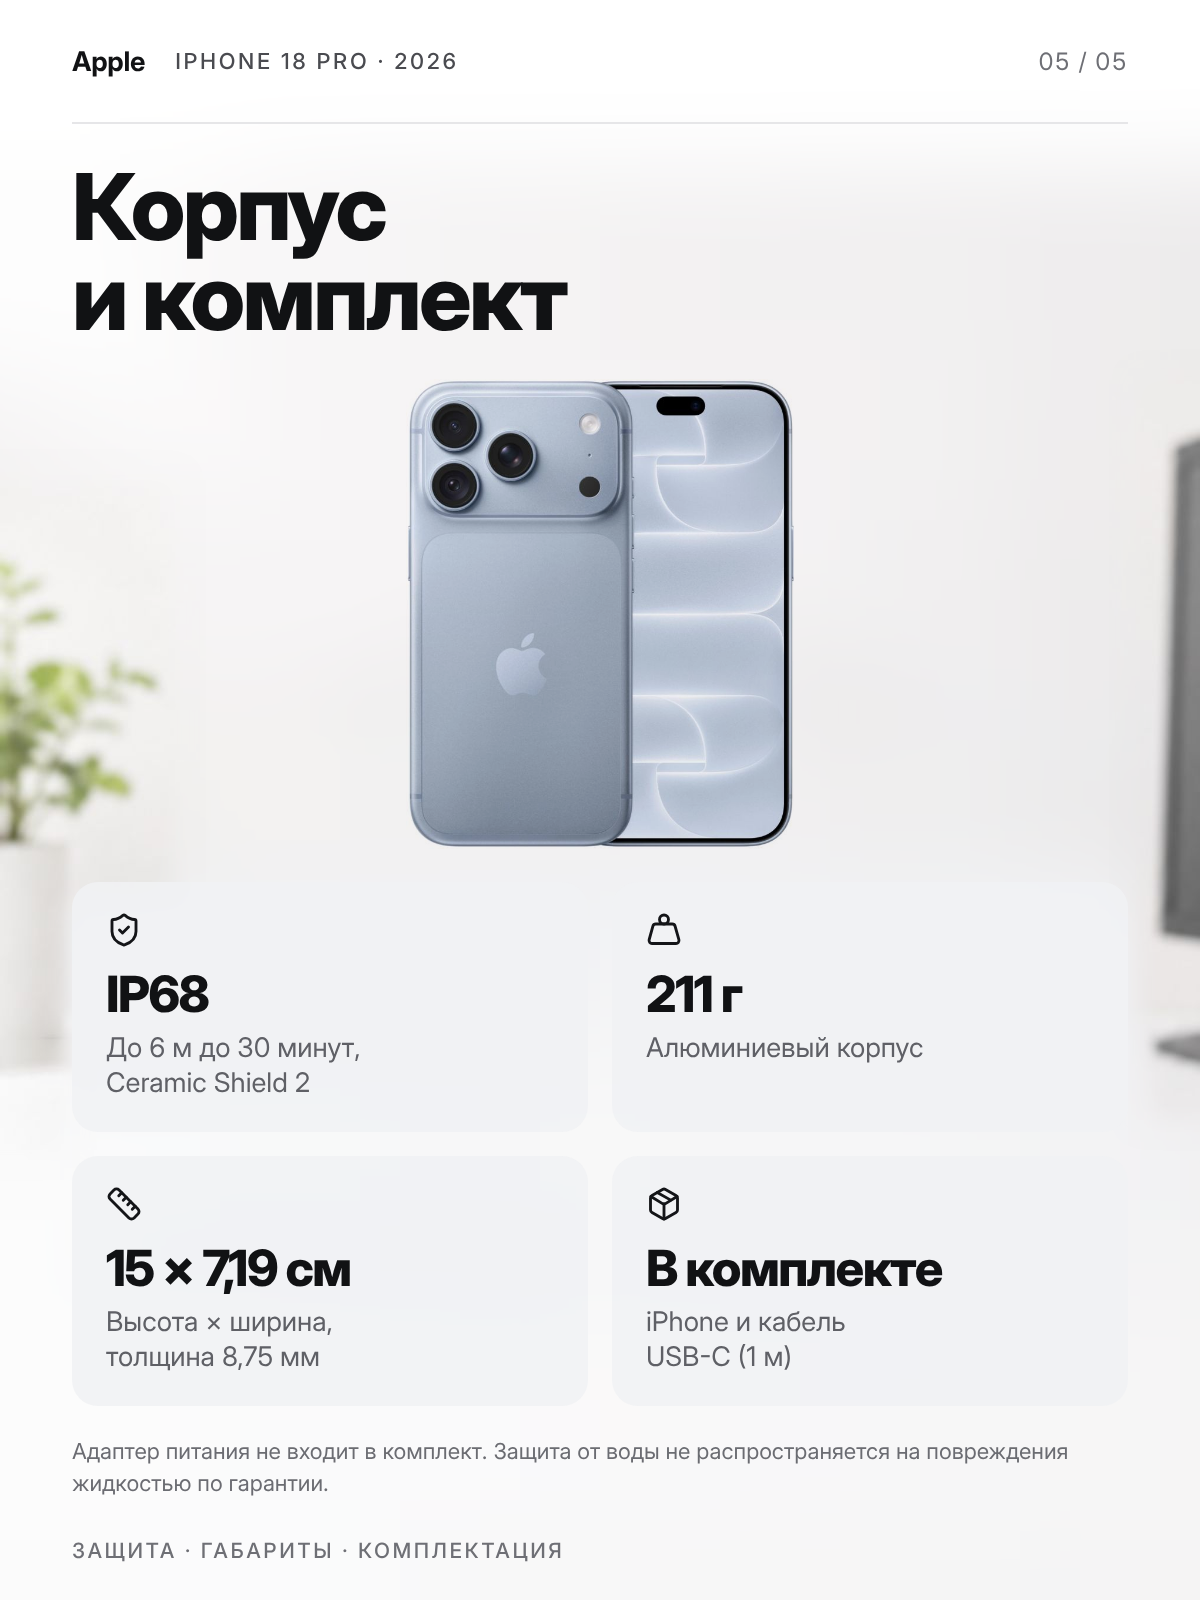 Apple IPHONE 18 PRO · 2026 05 / 05
Корпус
и комплект
IP68
До 6 м до 30 минут,
Ceramic Shield 2
211 г
Алюминиевый корпус
15 × 7,19 см
Высота × ширина,
толщина 8,75 мм
В комплекте
iPhone и кабель
USB-C (1 м)
Адаптер питания не входит в комплект. Защита от воды не распространяется на повреждения
жидкостью по гарантии.
ЗАЩИТА · ГАБАРИТЫ · КОМПЛЕКТАЦИЯ